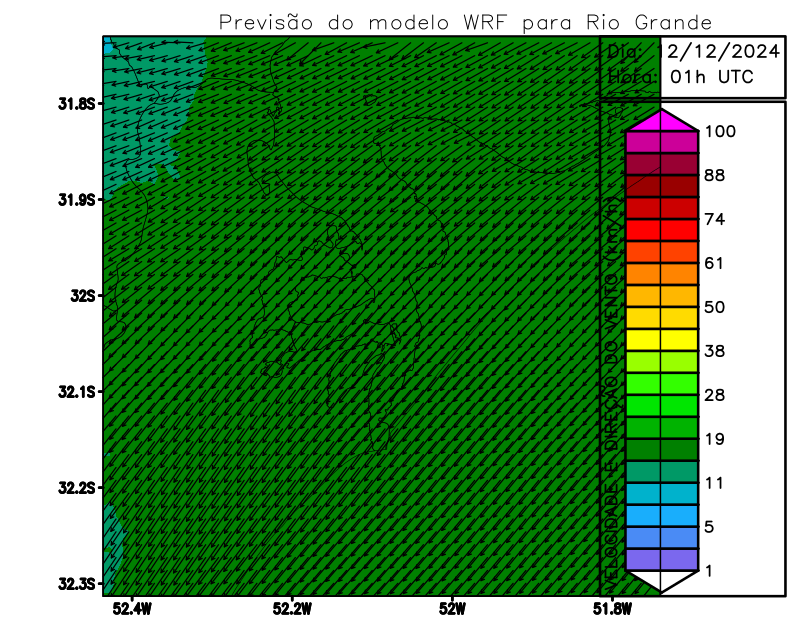 Previsão do modelo WRF para Rio Grande
Dia: 12/12/2024
Hora: 01h UTC
31.8S
31.9S
32S
32.1S
32.2S
32.3S
52.4W
52.2W
52W
51.8W
VELOCIDADE E DIREÇÃO DO VENTO (km/h)
100
88
74
61
50
38
28
19
11
5
1